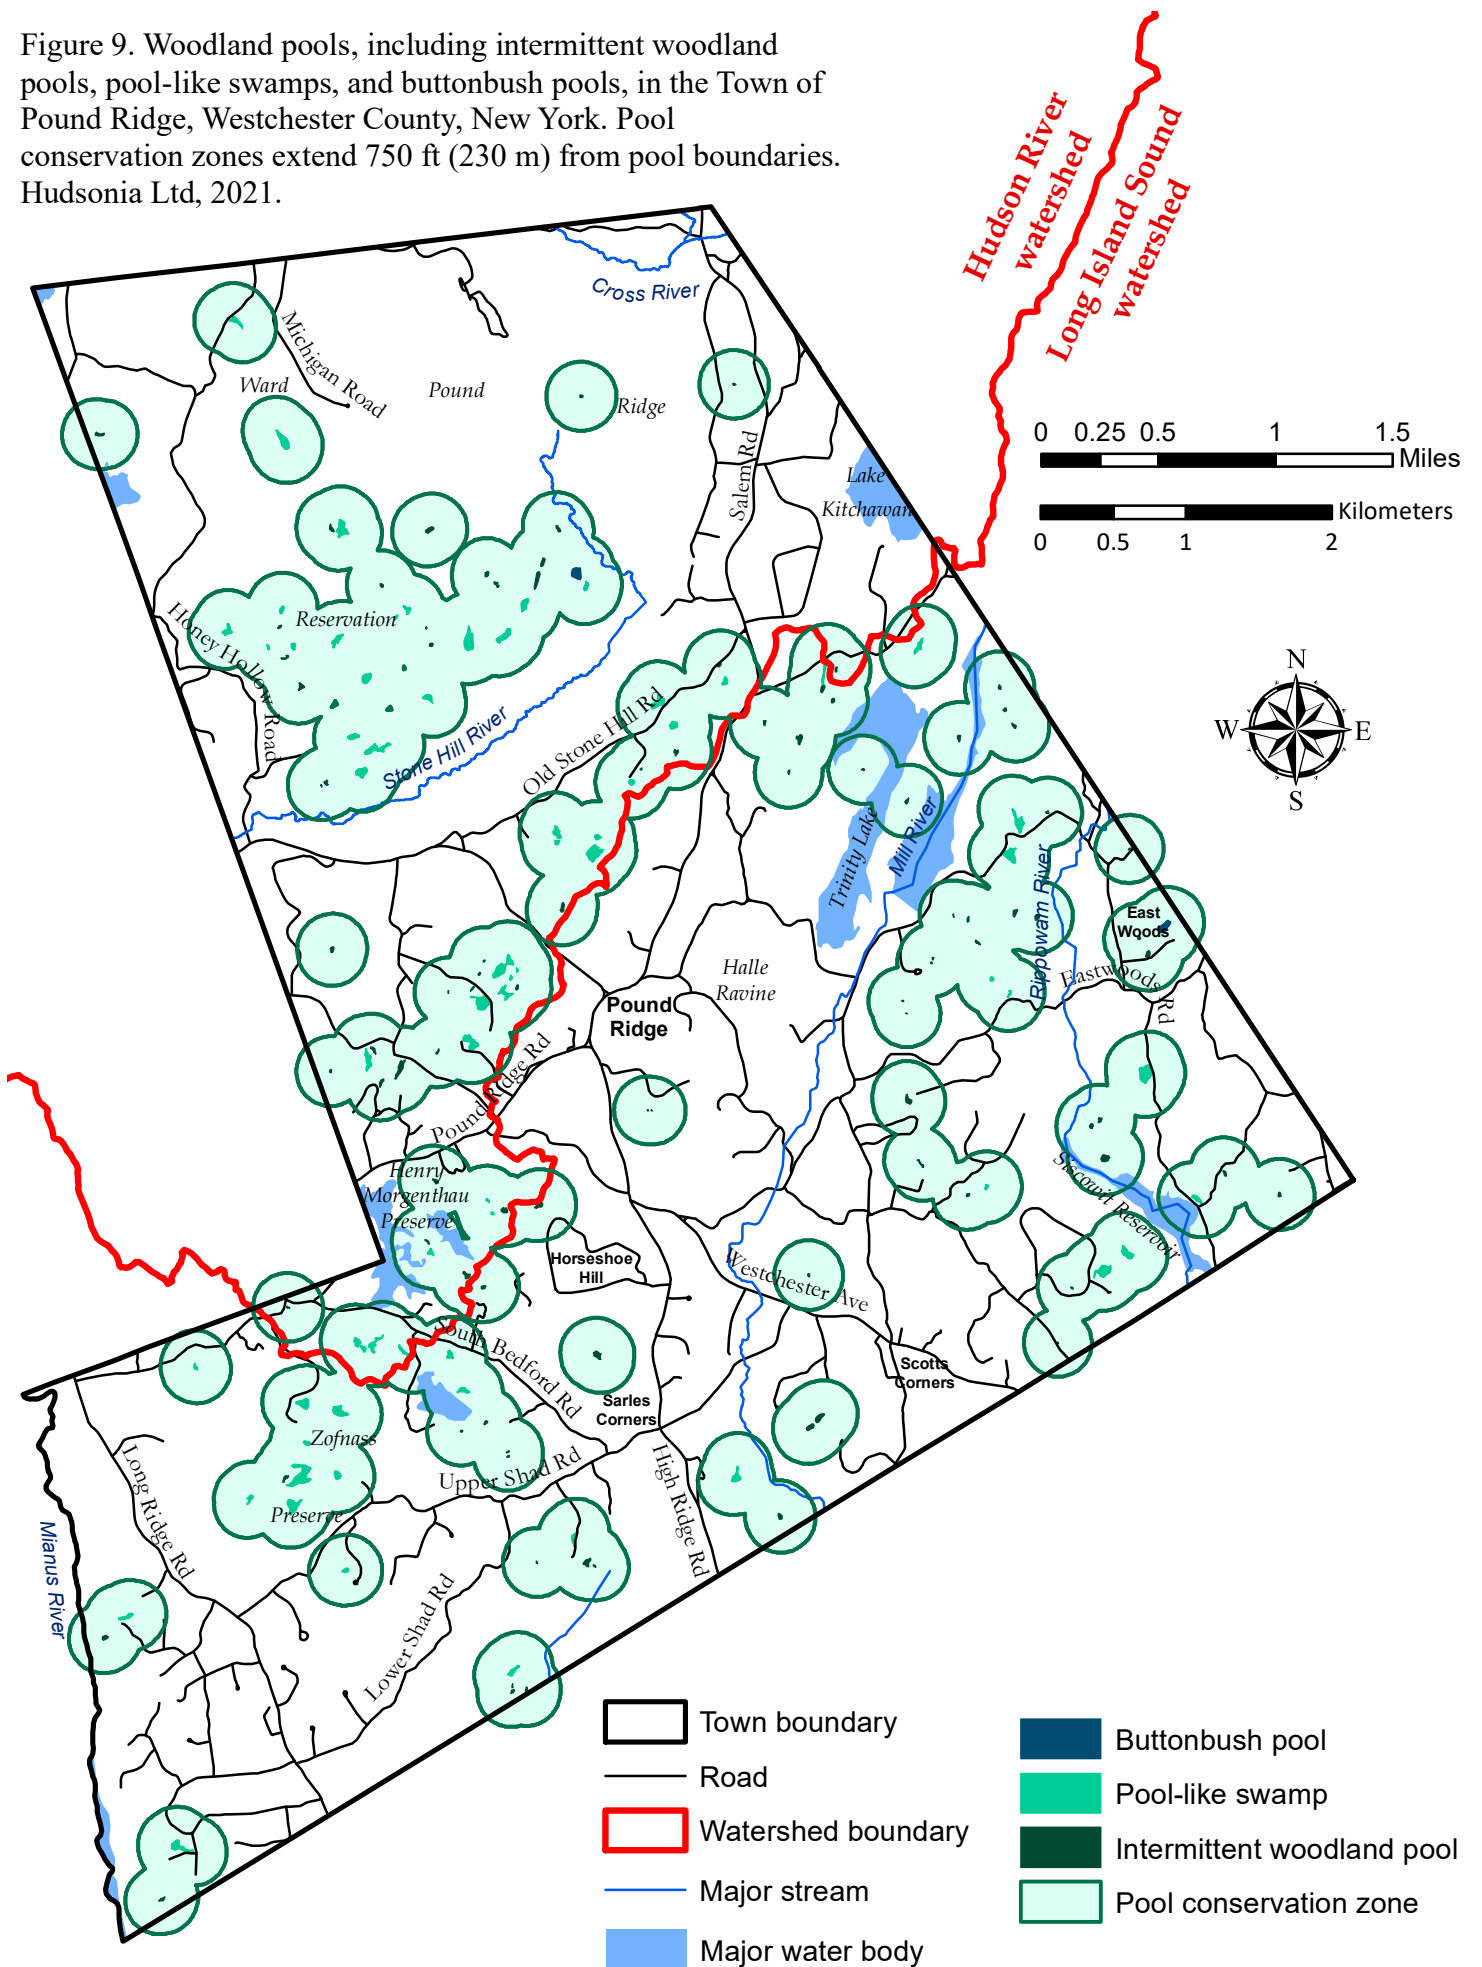 Figure 9. Woodland pools, including intermittent woodland
pools, pool-like swamps, and buttonbush pools, in the Town of
Pound Ridge, Westchester County, New York. Pool
conservation zones extend 750 ft (230 m) from pool boundaries.
Hudsonia Ltd, 2021.
Hudson River
watershed
Long Island Sound
watershed
Cross River
Michigan Road
Ward
Pound
Ridge
Salem Rd
Lake
Kitchawan
0 0.25 0.5 1 1.5
Miles
Kilometers
0 0.5 1 2
Honey Hollow Road
Reservation
Stone Hill River
Old Stone Hill Rd
N
W E
S
Trinity Lake
Mill River
Rippowam River
East
Woods
Eastwoods Rd
Halle
Ravine
Pound
Ridge
Pound Ridge Rd
Henry
Morgenthau
Preserve
Horseshoe
Hill
Siscowit Reservoir
Westchester Ave
South Bedford Rd
Scotts
Corners
Sarles
Corners
Zofnass
Preserve
Upper Shad Rd
High Ridge Rd
Long Ridge Rd
Mianus River
Lower Shad Rd
Town boundary
Road
Watershed boundary
Major stream
Major water body
Buttonbush pool
Pool-like swamp
Intermittent woodland pool
Pool conservation zone